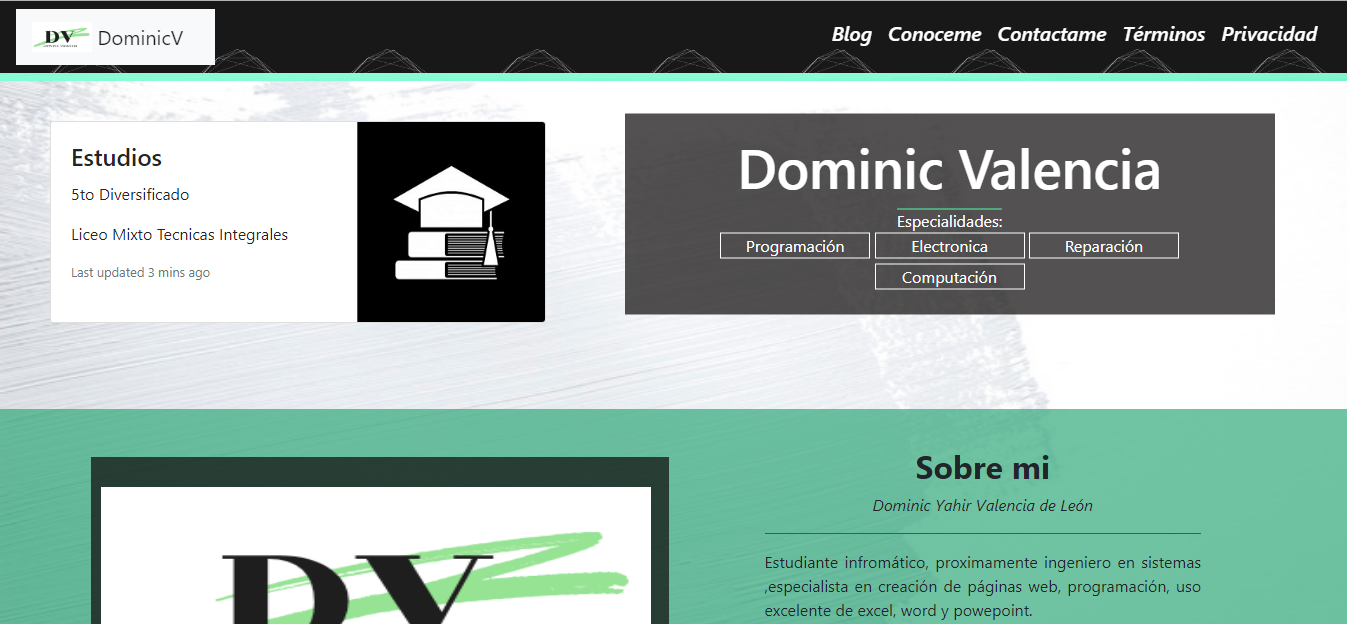 DV
DominicV
Blog Conoceme Contactame Términos Privacidad
Estudios
5to Diversificado
Liceo Mixto Tecnicas Integrales
Last updated 3 mins ago
Dominic Valencia
Especialidades:
Programación Electronica Reparación
Computación
DV
Sobre mi
Dominic Yahir Valencia de León
Estudiante infromático, proximamente ingeniero en sistemas
,especialista en creación de páginas web, programación, uso
excelente de excel, word y powepoint.